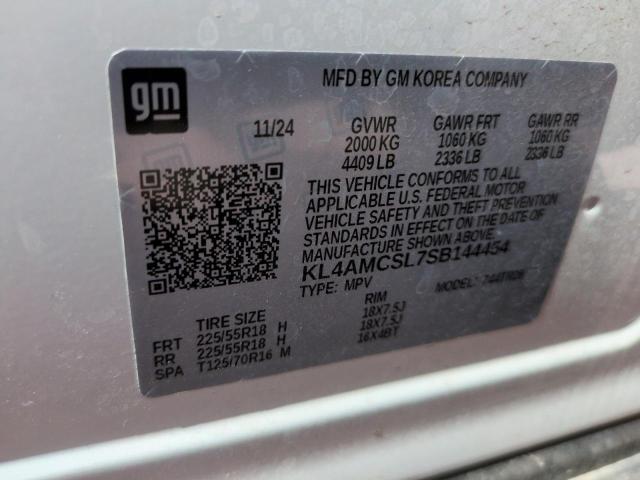 gm
MFD BY GM KOREA COMPANY
11/24 GVWR GAWR FRT GAWR RR
2000 KG 1060 KG 1060 KG
4409 LB 2336 LB 2336 LB
THIS VEHICLE CONFORMS TO ALL
APPLICABLE U.S. FEDERAL MOTOR
VEHICLE SAFETY AND THEFT PREVENTION
STANDARDS IN EFFECT ON THE DATE OF
MANUFACTURE SHOWN ABOVE.
KL4AMCSL7SB144454
TYPE: MPV MODEL:
TIRE SIZE RIM
FRT 225/55R18 H 18X7.5J
RR 225/55R18 H 18X7.5J
SPA T125/70R16 M 16X4BT